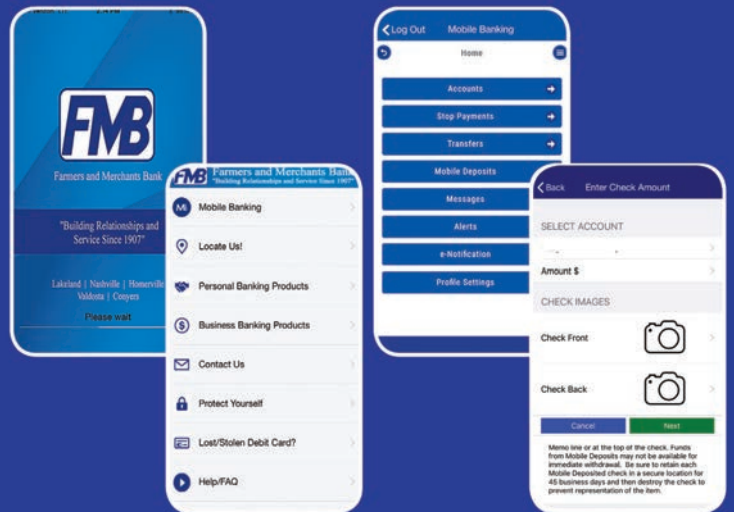 2:14 PM
FMB
Farmers and Merchants Bank
"Building Relationships and
Service Since 1907"
Lakeland | Nashville | Homerville
Valdosta | Conyers
Please wait
FMB Farmers and Merchants Bank
"Building Relationships and Service Since 1907"
Mi Mobile Banking
Locate Us!
Personal Banking Products
$ Business Banking Products
Contact Us
Protect Yourself
Lost/Stolen Debit Card?
Help/FAQ
Log Out Mobile Banking
Home
Accounts
Stop Payments
Transfers
Mobile Deposits
Messages
Alerts
e-Notification
Profile Settings
Back Enter Check Amount
SELECT ACCOUNT
Amount $
CHECK IMAGES
Check Front
Check Back
Cancel Next
Memo line or at the top of the check. Funds
from Mobile Deposits may not be available for
immediate withdrawal. Be sure to retain each
Mobile Deposited check in a secure location for
45 business days and then destroy the check to
prevent representation of the item.